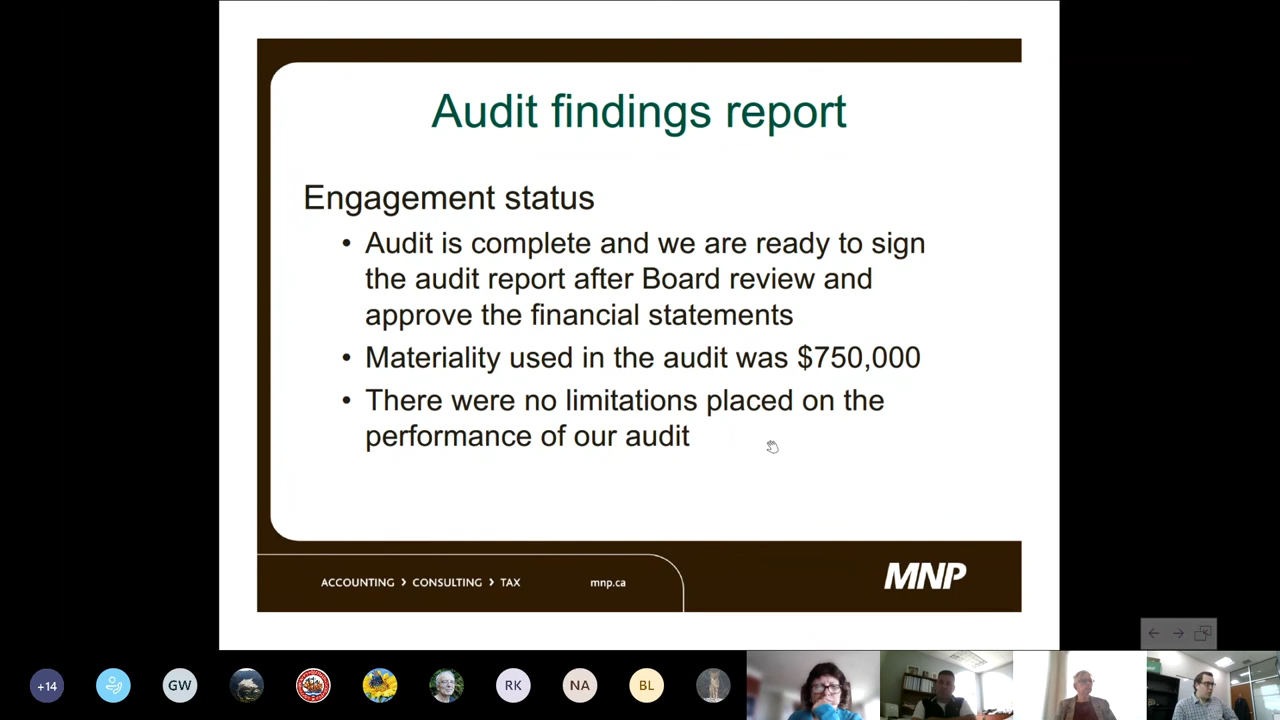 Audit findings report
Engagement status
• Audit is complete and we are ready to sign
the audit report after Board review and
approve the financial statements
• Materiality used in the audit was $750,000
• There were no limitations placed on the
performance of our audit
ACCOUNTING › CONSULTING › TAX
mnp.ca
MNP
+14
GW
RK
NA
BL